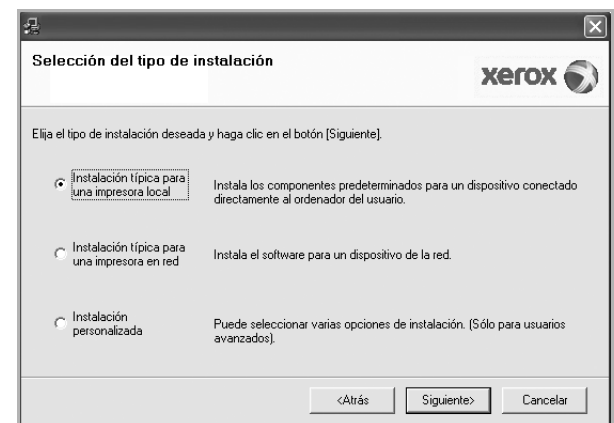 Selección del tipo de instalación
xerox
Elija el tipo de instalación deseada y haga clic en el botón [Siguiente].
Instalación típica para
una impresora local
Instala los componentes predeterminados para un dispositivo conectado
directamente al ordenador del usuario.
Instalación típica para
una impresora en red
Instala el software para un dispositivo de la red.
Instalación
personalizada
Puede seleccionar varias opciones de instalación. (Sólo para usuarios
avanzados).
<Atrás
Siguiente>
Cancelar